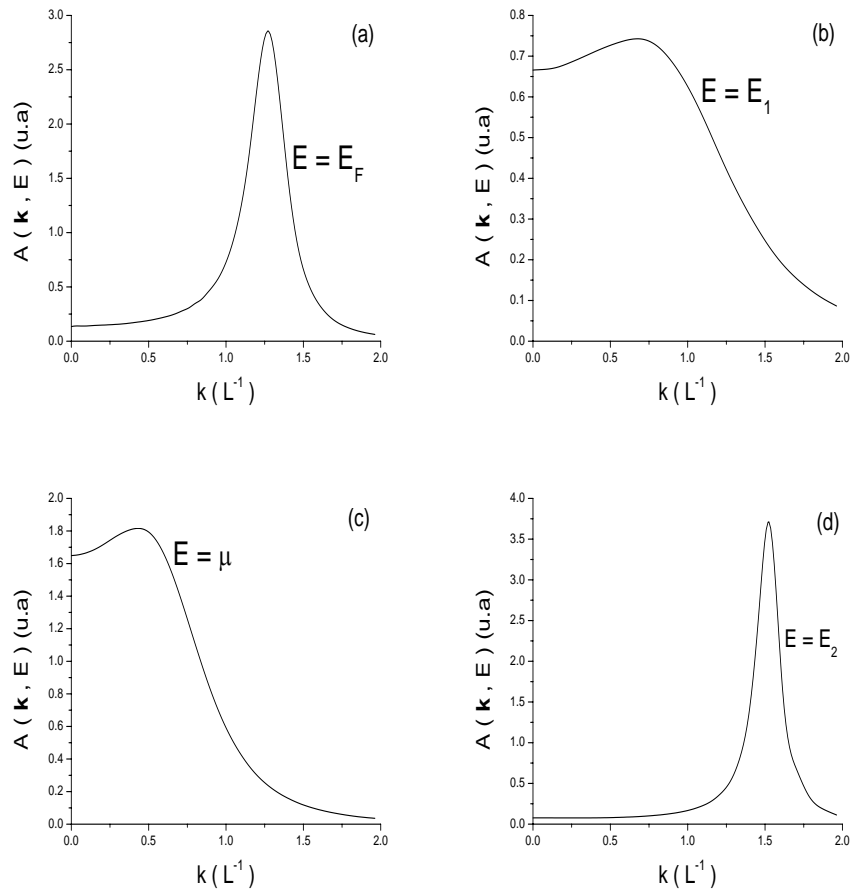 (a)
E = E_F
A ( k , E ) (u.a)
3.0
2.5
2.0
1.5
1.0
0.5
0.0
0.0 0.5 1.0 1.5 2.0
k ( L^-1 )
(b)
E = E_1
A ( k , E ) (u.a)
0.8
0.7
0.6
0.5
0.4
0.3
0.2
0.1
0.0
0.0 0.5 1.0 1.5 2.0
k ( L^-1 )
(c)
E = μ
A ( k , E ) (u.a)
2.0
1.8
1.6
1.4
1.2
1.0
0.8
0.6
0.4
0.2
0.0
0.0 0.5 1.0 1.5 2.0
k ( L^-1 )
(d)
E = E_2
A ( k , E ) (u.a)
4.0
3.5
3.0
2.5
2.0
1.5
1.0
0.5
0.0
0.0 0.5 1.0 1.5 2.0
k ( L^-1 )